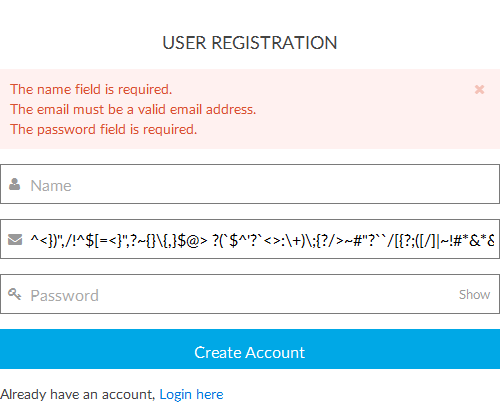 USER REGISTRATION
The name field is required.
The email must be a valid email address.
The password field is required.
Name
^<})",/!^$[=<}",?~{}\{,}$@> ?(`$^'?`<>:\+)\;{?/>~#"?``/[{?;([/]|~!#*&*&
Password Show
Create Account
Already have an account, Login here